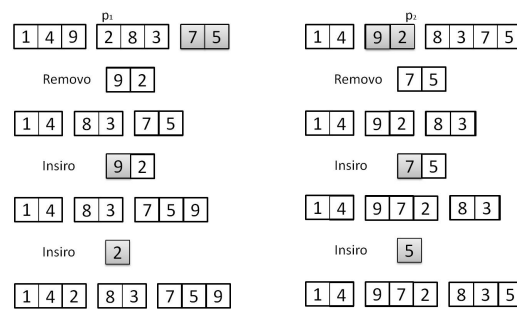 p₁
1 4 9 2 8 3 7 5
Removo 9 2
1 4 8 3 7 5
Insiro 9 2
1 4 8 3 7 5 9
Insiro 2
1 4 2 8 3 7 5 9
p₂
1 4 9 2 8 3 7 5
Removo 7 5
1 4 9 2 8 3
Insiro 7 5
1 4 9 7 2 8 3
Insiro 5
1 4 9 7 2 8 3 5